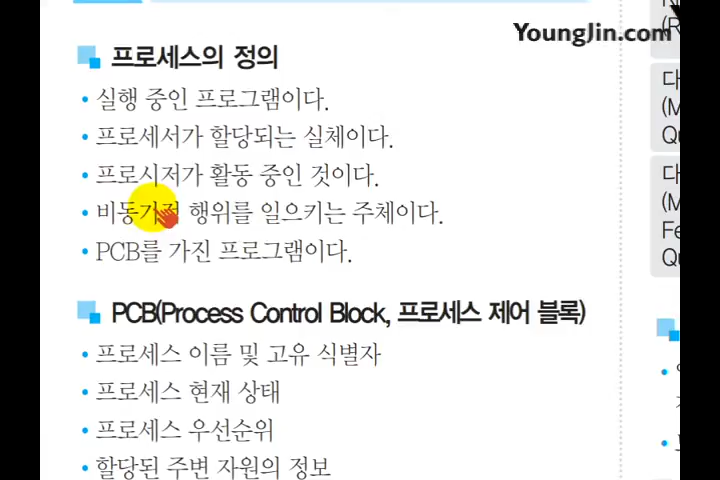 YoungJin.com
프로세스의 정의
• 실행 중인 프로그램이다.
• 프로세서가 할당되는 실체이다.
• 프로시저가 활동 중인 것이다.
• 비동기적 행위를 일으키는 주체이다.
• PCB를 가진 프로그램이다.
PCB(Process Control Block, 프로세스 제어 블록)
• 프로세스 이름 및 고유 식별자
• 프로세스 현재 상태
• 프로세스 우선순위
• 할당된 주변 자원의 정보
(R
(M
Qu
(M
Fe
Qu